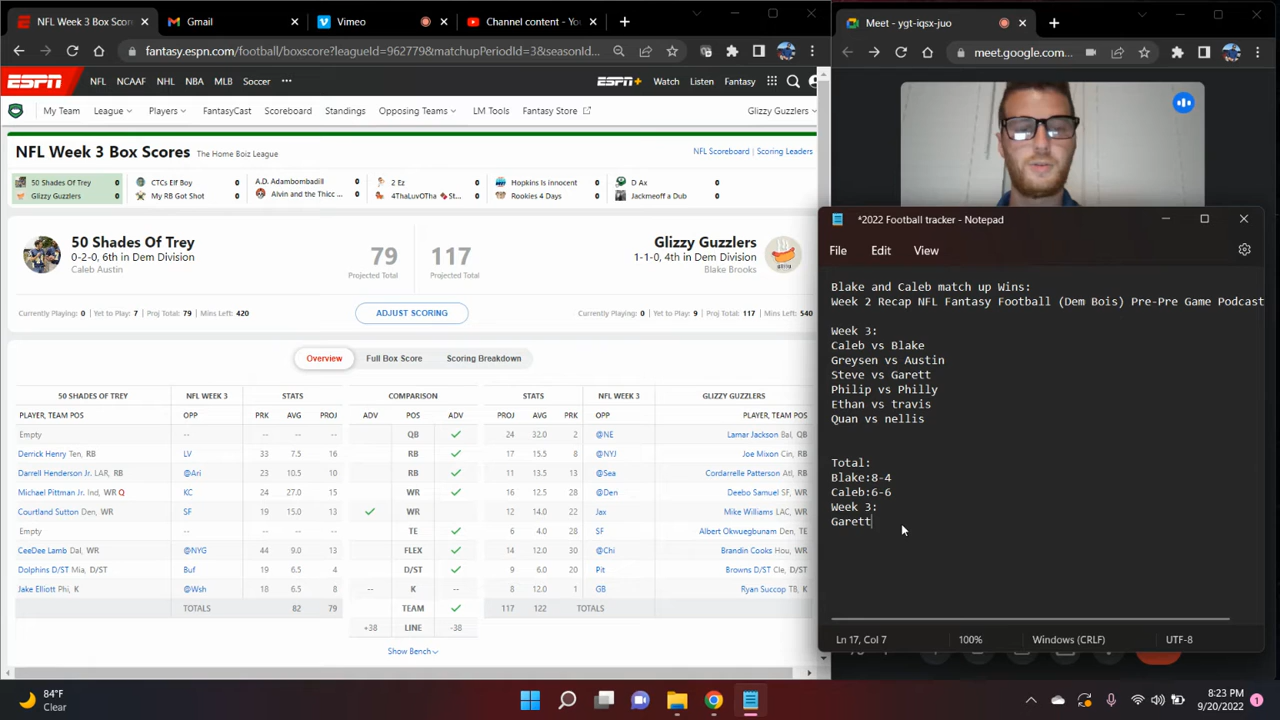 NFL Week 3 Box Scores
Gmail
Vimeo
Channel content - Yo
Meet - ygt-iqsx-juo
fantasy.espn.com/football/boxscore?leagueId=962779&matchupPeriodId=3&seasonI
meet.google.com...
ESPN NFL NCAAF NHL NBA MLB Soccer ••• ESPN+ Watch Listen Fantasy
My Team League Players FantasyCast Scoreboard Standings Opposing Teams LM Tools Fantasy Store Glizzy Guzzlers
NFL Week 3 Box Scores The Home Boiz League NFL Scoreboard | Scoring Leaders
50 Shades Of Trey 0 CTCs Elf Boy 0 A.D. Adambombadill 0 2 Ez 0 Hopkins Is innocent 0 D Ax 0
Glizzy Guzzlers 0 My RB Got Shot 0 Alvin and the Thicc ... 0 4ThaLuvOTha St... 0 Rookies 4 Days 0 Jackmeoff a Dub 0
50 Shades Of Trey
0-2-0, 6th in Dem Division
Caleb Austin
79
Projected Total
117
Projected Total
Glizzy Guzzlers
1-1-0, 4th in Dem Division
Blake Brooks
Currently Playing: 0 Yet to Play: 7 Proj Total: 79 Mins Left: 420
ADJUST SCORING
Currently Playing: 0 Yet to Play: 9 Proj Total: 117 Mins Left: 540
Overview Full Box Score Scoring Breakdown
50 SHADES OF TREY NFL WEEK 3 STATS COMPARISON STATS NFL WEEK 3 GLIZZY GUZZLERS
PLAYER, TEAM POS OPP PRK AVG PROJ ADV POS ADV PROJ AVG PRK OPP PLAYER, TEAM POS
Empty -- -- -- -- QB 24 32.0 2 @NE Lamar Jackson Bal, QB
Derrick Henry Ten, RB LV 33 7.5 16 RB 17 15.5 8 @NYJ Joe Mixon Cin, RB
Darrell Henderson Jr. LAR, RB @Ari 23 10.5 10 RB 11 13.5 13 @Sea Cordarrelle Patterson Atl, RB
Michael Pittman Jr. Ind, WR Q KC 24 27.0 15 WR 16 12.5 28 @Den Deebo Samuel SF, WR
Courtland Sutton Den, WR SF 19 15.0 13 WR 12 14.0 22 Jax Mike Williams LAC, WR
Empty -- -- -- -- TE 6 4.0 28 SF Albert Okwuegbunam Den, TE
CeeDee Lamb Dal, WR @NYG 44 9.0 13 FLEX 14 12.0 30 @Chi Brandin Cooks Hou, WR
Dolphins D/ST Mia, D/ST Buf 19 6.5 4 D/ST 9 6.0 20 Pit Browns D/ST Cle, D/ST
Jake Elliott Phi, K @Wsh 18 6.5 8 -- K -- 8 12.0 1 GB Ryan Succop TB, K
TOTALS 82 79 TEAM 117 122 TOTALS
+38 LINE -38
Show Bench
*2022 Football tracker - Notepad
File Edit View
Blake and Caleb match up Wins:
Week 2 Recap NFL Fantasy Football (Dem Bois) Pre-Pre Game Podcast
Week 3:
Caleb vs Blake
Greysen vs Austin
Steve vs Garett
Philip vs Philly
Ethan vs travis
Quan vs nellis
Total:
Blake:8-4
Caleb:6-6
Week 3:
Garett
Ln 17, Col 7 100% Windows (CRLF) UTF-8
84°F
Clear
8:23 PM
9/20/2022
1